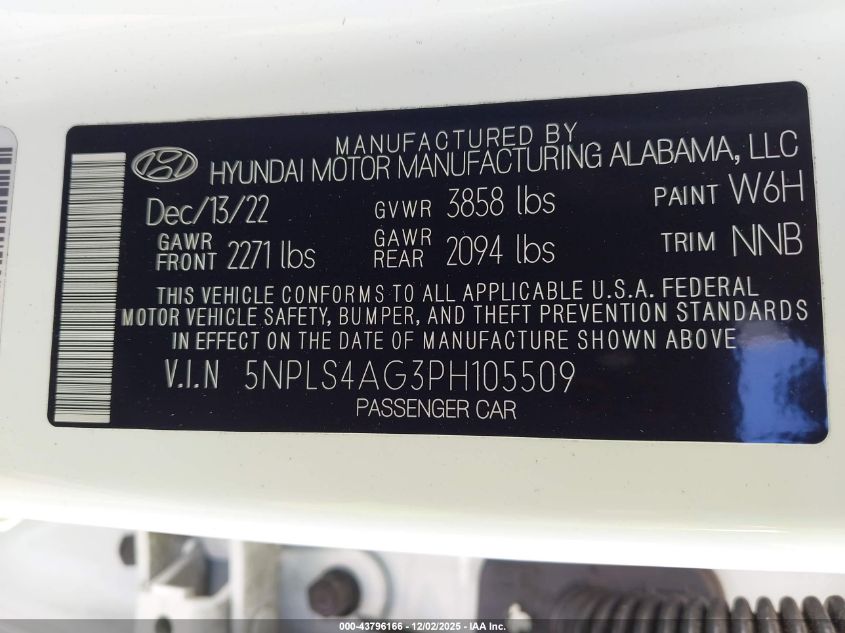 MANUFACTURED BY
HYUNDAI MOTOR MANUFACTURING ALABAMA, LLC
Dec/13/22 GVWR 3858 lbs PAINT W6H
GAWR FRONT 2271 lbs GAWR REAR 2094 lbs TRIM NNB
THIS VEHICLE CONFORMS TO ALL APPLICABLE U.S.A. FEDERAL
MOTOR VEHICLE SAFETY, BUMPER, AND THEFT PREVENTION STANDARDS
IN EFFECT ON THE DATE OF MANUFACTURE SHOWN ABOVE
V.I.N 5NPLS4AG3PH105509
PASSENGER CAR
000-43796166 - 12/02/2025 - IAA Inc.